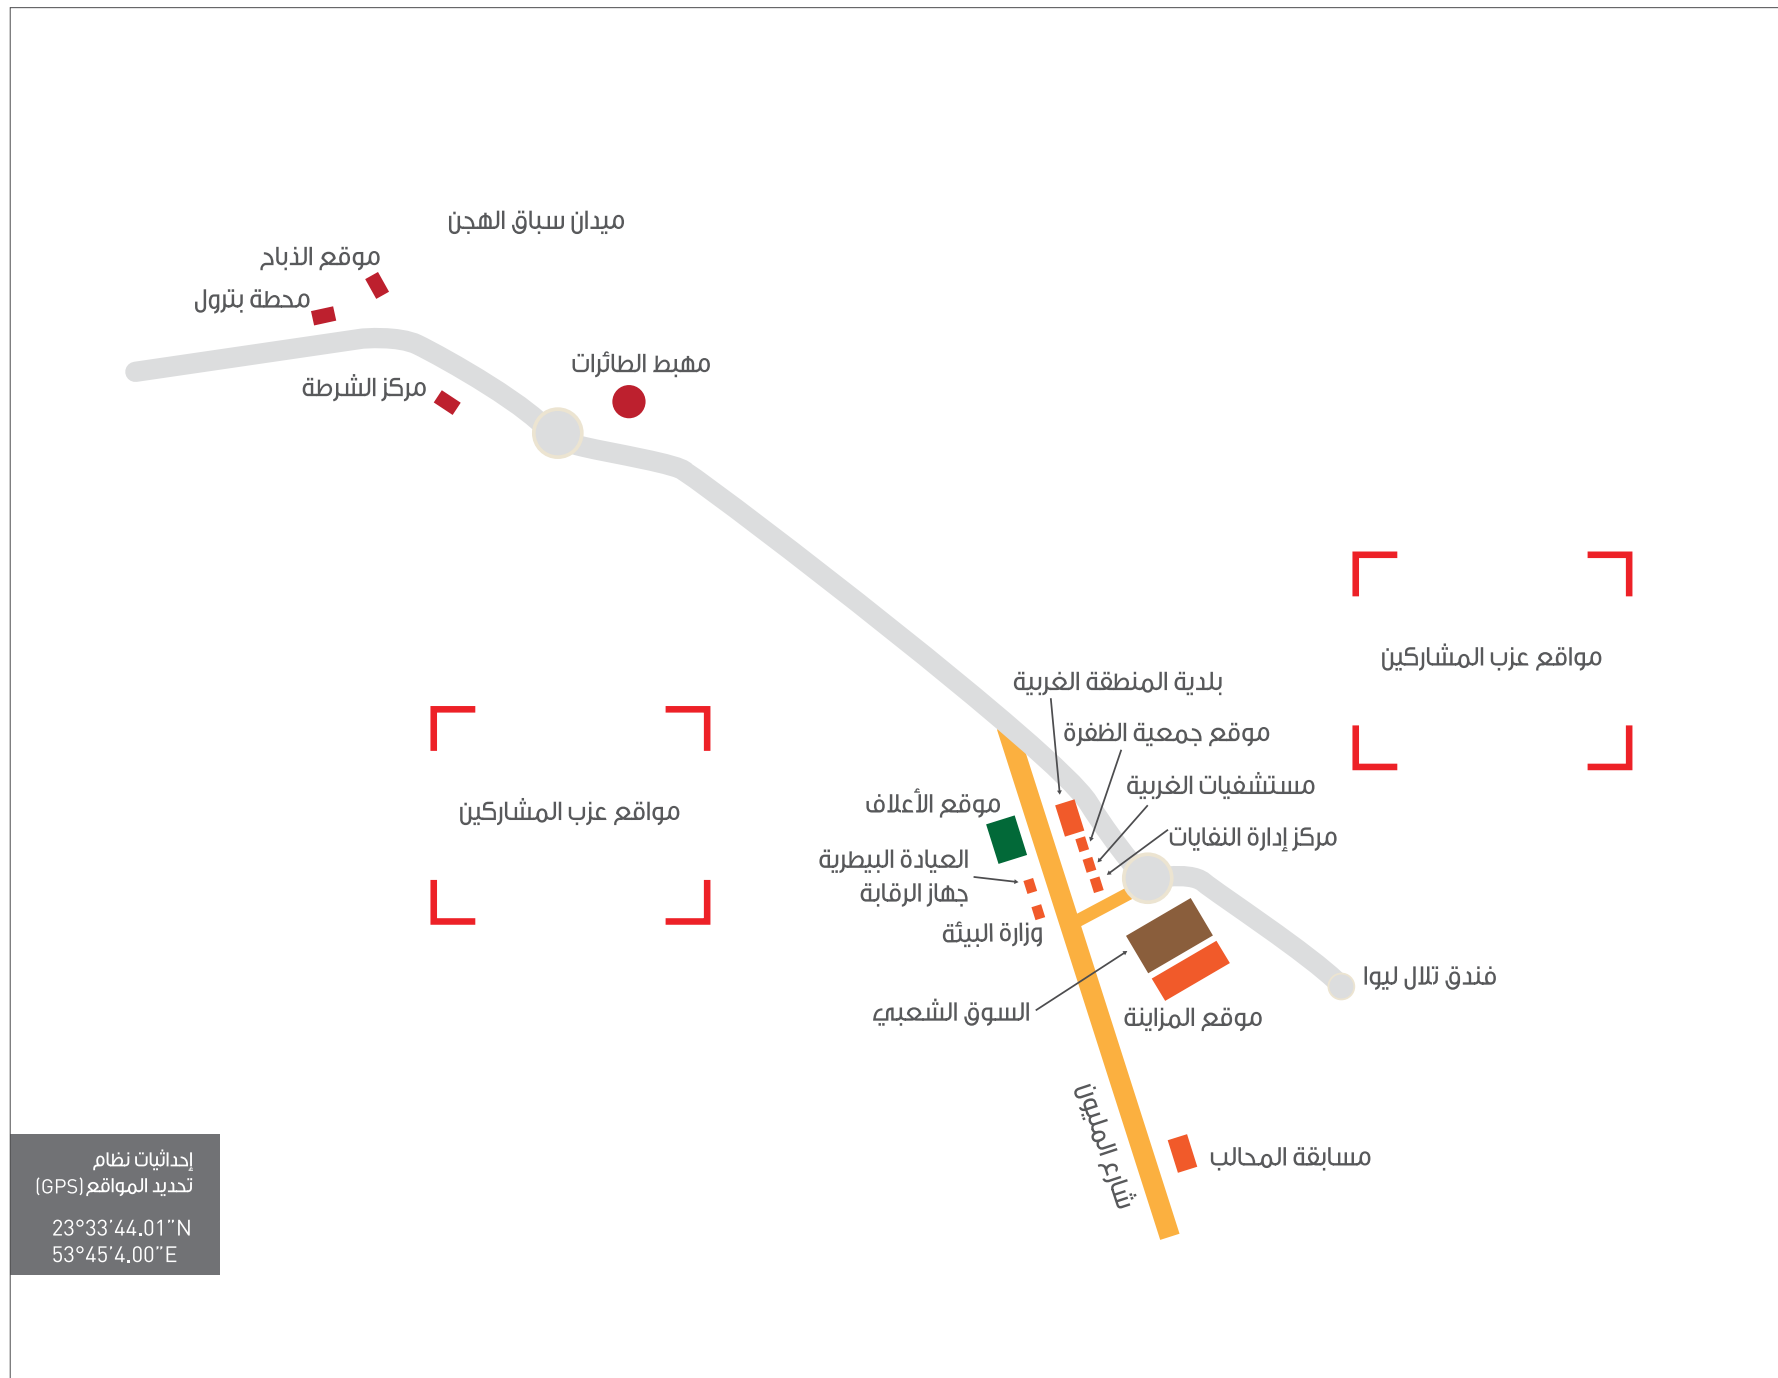 ميدان سباق الهجن
موقع الذباح
محطة بترول
مهبط الطائرات
مركز الشرطة
مواقع عزب المشاركين
بلدية المنطقة الغربية
موقع جمعية الظفرة
مستشفيات الغربية
مركز إدارة النفايات
موقع الأعلاف
مواقع عزب المشاركين
العيادة البيطرية
جهاز الرقابة
وزارة البيئة
فندق تلال ليوا
السوق الشعبي
موقع المزاينة
شارع المليون
مسابقة المحالب
إحداثيات نظام
تحديد المواقع (GPS)
23°33'44.01"N
53°45'4.00"E